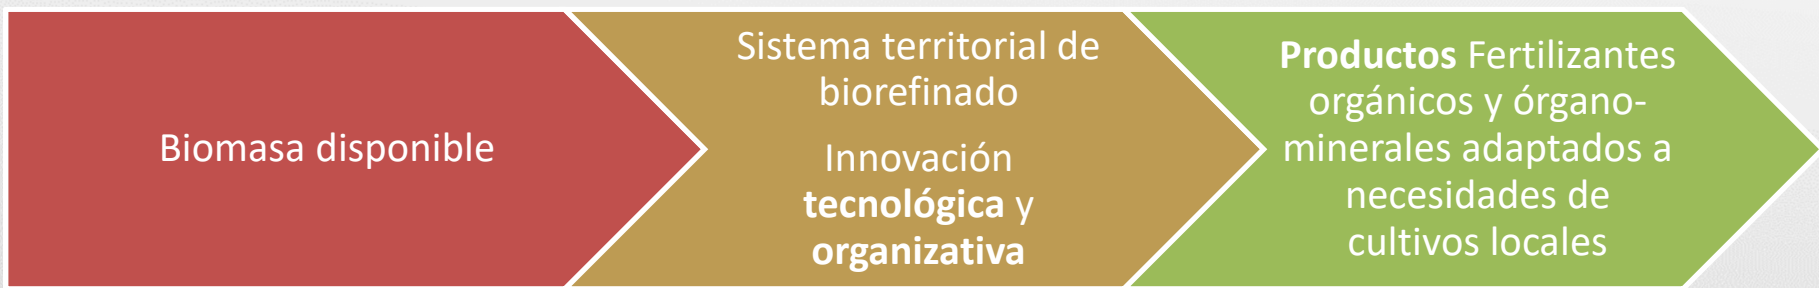 Biomasa disponible
Sistema territorial de
biorefinado
Innovación
tecnológica y
organizativa
Productos Fertilizantes
orgánicos y órgano-
minerales adaptados a
necesidades de
cultivos locales